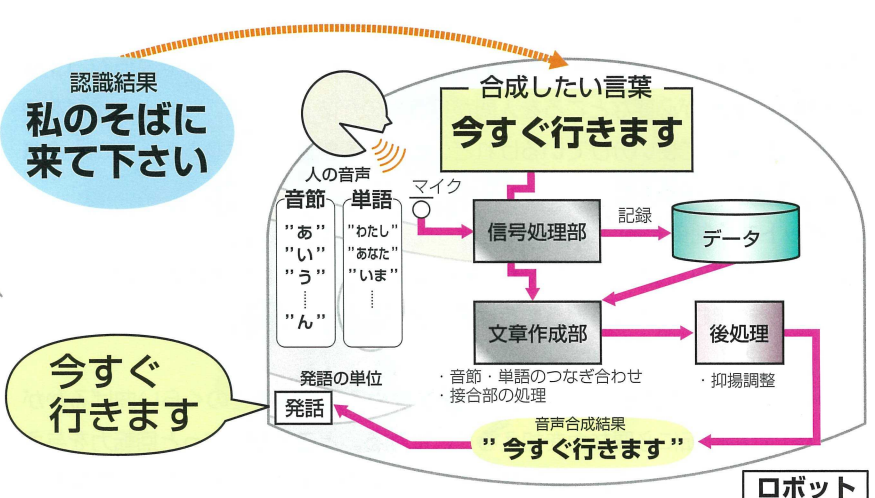 認識結果
私のそばに
来て下さい
合成したい言葉
今すぐ行きます
人の音声
音節
”あ”
”い”
”う”
……
”ん”
単語
”わたし”
”あなた”
”いま”
……
マイク
信号処理部
記録
データ
文章作成部
・音節・単語のつなぎ合わせ
・接合部の処理
後処理
・抑揚調整
音声合成結果
”今すぐ行きます”
発語の単位
発話
今すぐ
行きます
ロボット